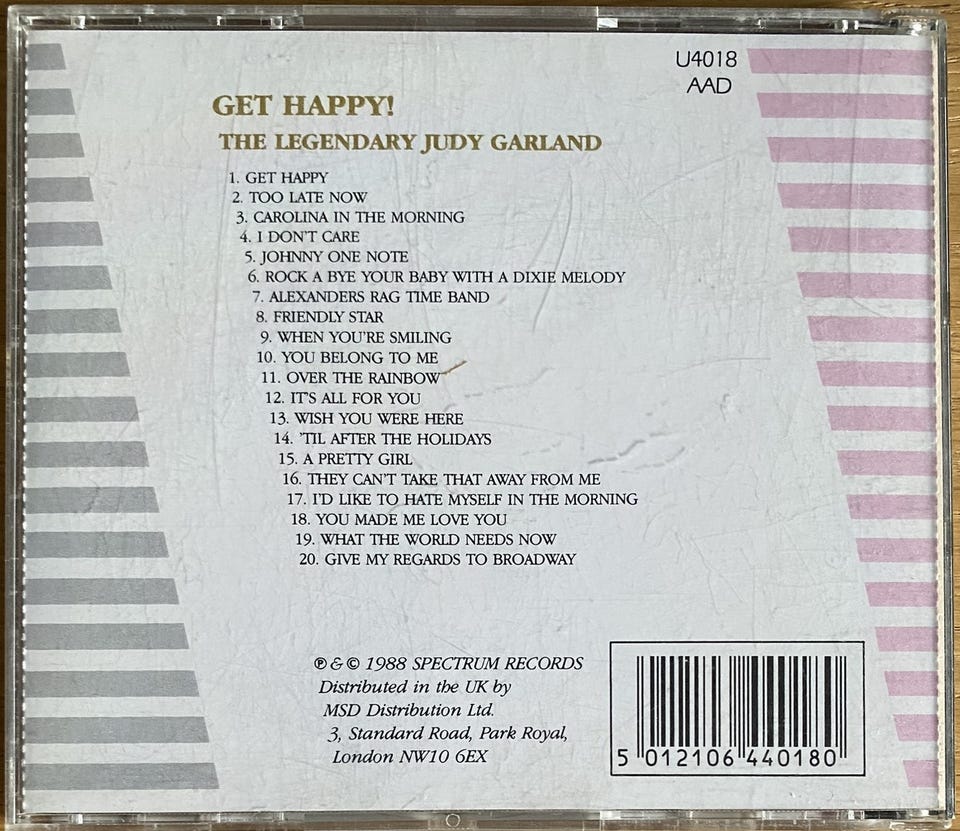 U4018
AAD
GET HAPPY!
THE LEGENDARY JUDY GARLAND
1. GET HAPPY
2. TOO LATE NOW
3. CAROLINA IN THE MORNING
4. I DON'T CARE
5. JOHNNY ONE NOTE
6. ROCK A BYE YOUR BABY WITH A DIXIE MELODY
7. ALEXANDERS RAG TIME BAND
8. FRIENDLY STAR
9. WHEN YOU'RE SMILING
10. YOU BELONG TO ME
11. OVER THE RAINBOW
12. IT'S ALL FOR YOU
13. WISH YOU WERE HERE
14. 'TIL AFTER THE HOLIDAYS
15. A PRETTY GIRL
16. THEY CAN'T TAKE THAT AWAY FROM ME
17. I'D LIKE TO HATE MYSELF IN THE MORNING
18. YOU MADE ME LOVE YOU
19. WHAT THE WORLD NEEDS NOW
20. GIVE MY REGARDS TO BROADWAY
℗ & © 1988 SPECTRUM RECORDS
Distributed in the UK by
MSD Distribution Ltd.
3, Standard Road, Park Royal,
London NW10 6EX
5 012106 440180